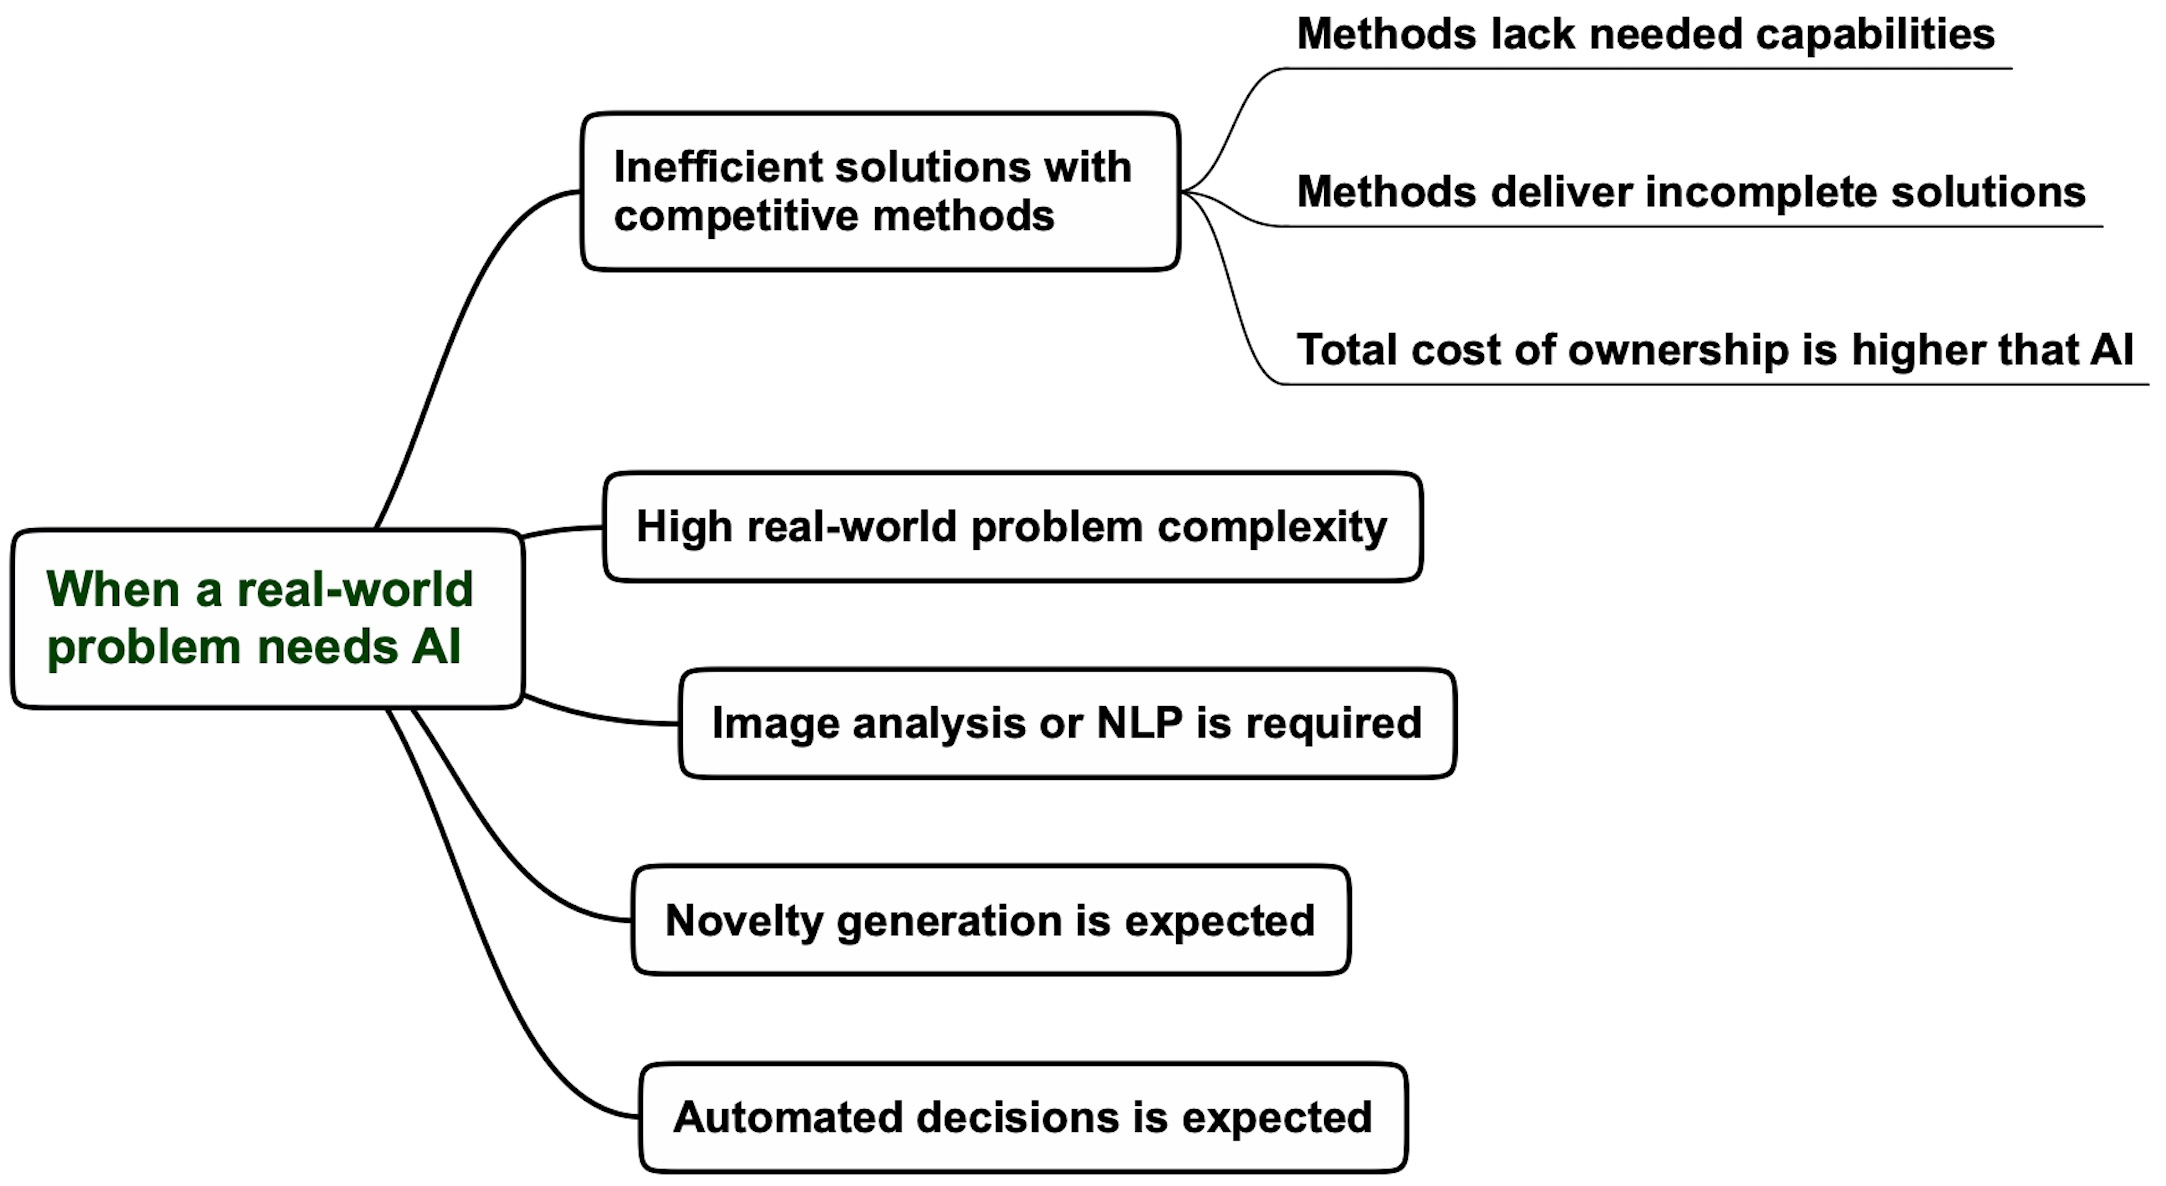 Methods lack needed capabilities
Inefficient solutions with
competitive methods
Methods deliver incomplete solutions
Total cost of ownership is higher that AI
High real-world problem complexity
When a real-world
problem needs AI
Image analysis or NLP is required
Novelty generation is expected
Automated decisions is expected